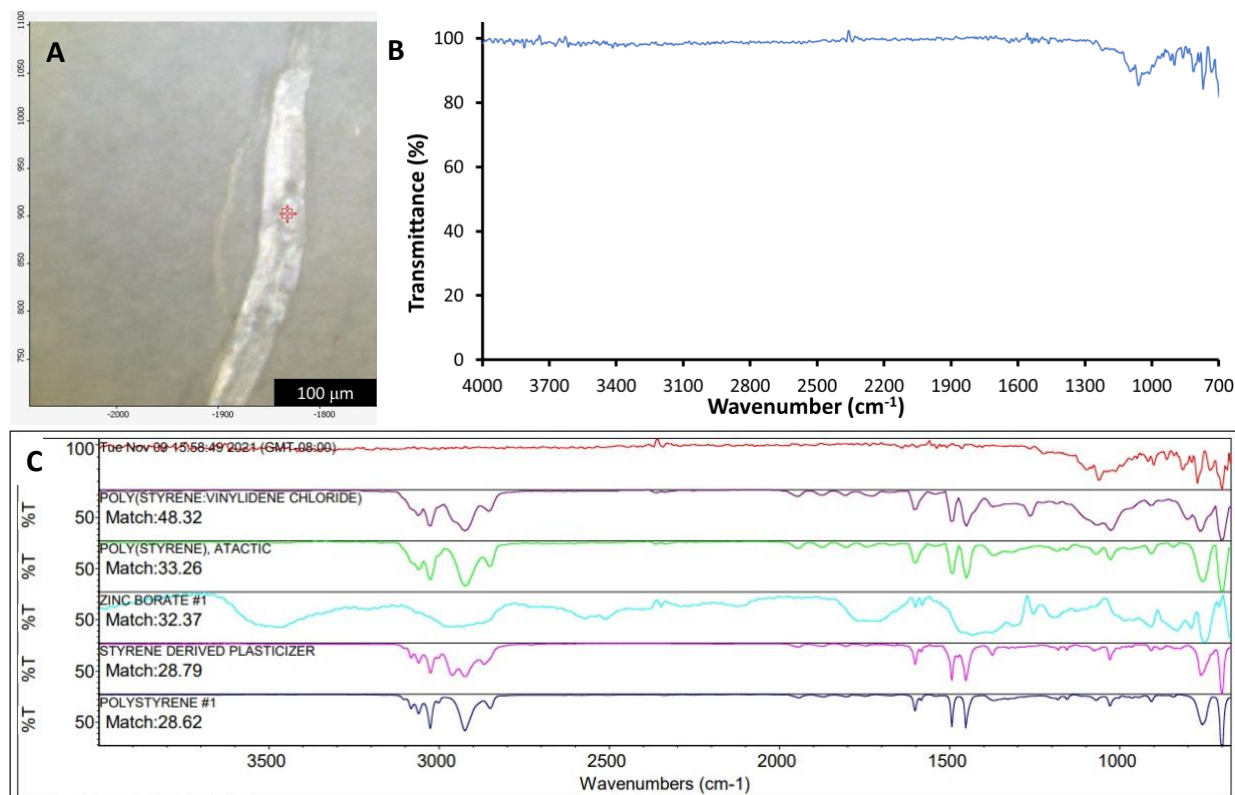 A
1100
1050
1000
950
900
850
800
750
-2000
-1900
-1800
100 µm
B
Transmittance (%)
100
80
60
40
20
0
4000 3700 3400 3100 2800 2500 2200 1900 1600 1300 1000 700
Wavenumber (cm-1)
C
%T
100
Tue Nov 09 15:58:49 2021 (GMT-08:00)
%T
50
POLY(STYRENE:VINYLIDENE CHLORIDE)
Match:48.32
%T
50
POLY(STYRENE), ATACTIC
Match:33.26
%T
50
ZINC BORATE #1
Match:32.37
%T
50
STYRENE DERIVED PLASTICIZER
Match:28.79
%T
50
POLYSTYRENE #1
Match:28.62
3500 3000 2500 2000 1500 1000
Wavenumbers (cm-1)